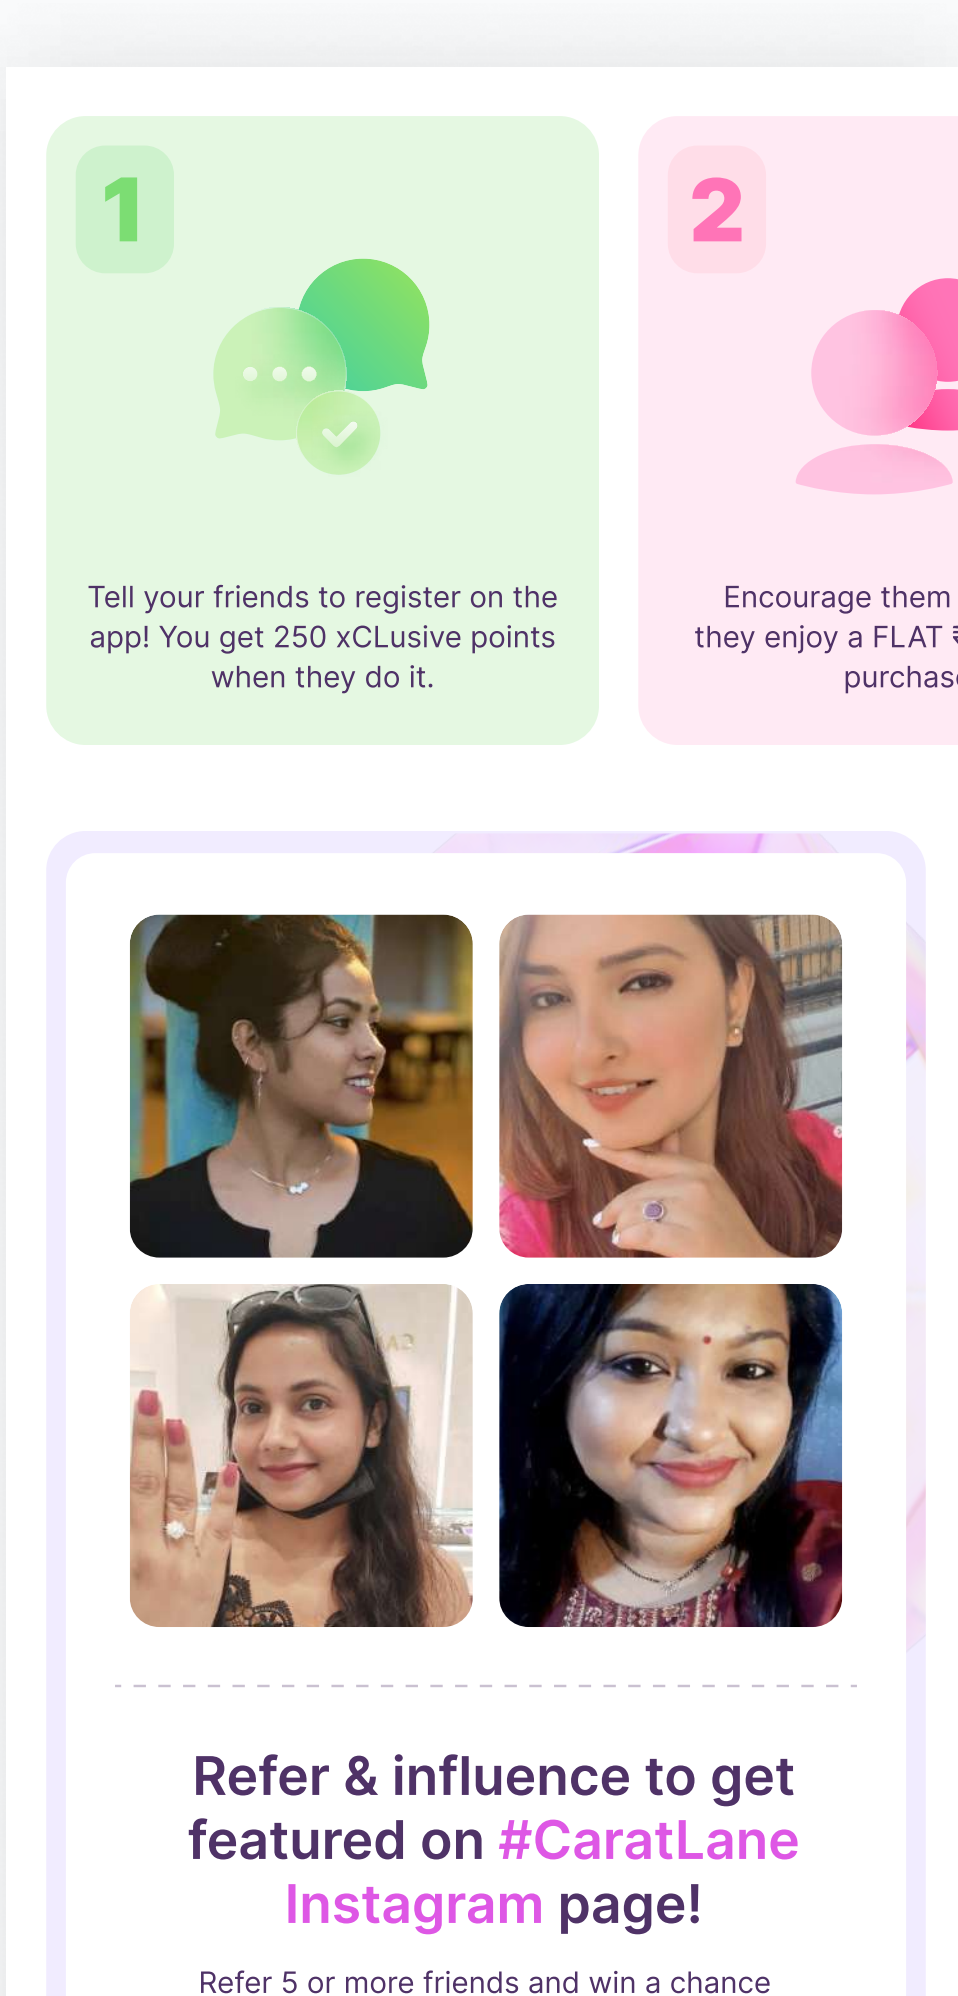 1
Tell your friends to register on the
app! You get 250 xCLusive points
when they do it.
2
Encourage them
they enjoy a FLAT ₹
Refer & influence to get
featured on #CaratLane
Instagram page!
Refer 5 or more friends and win a chance